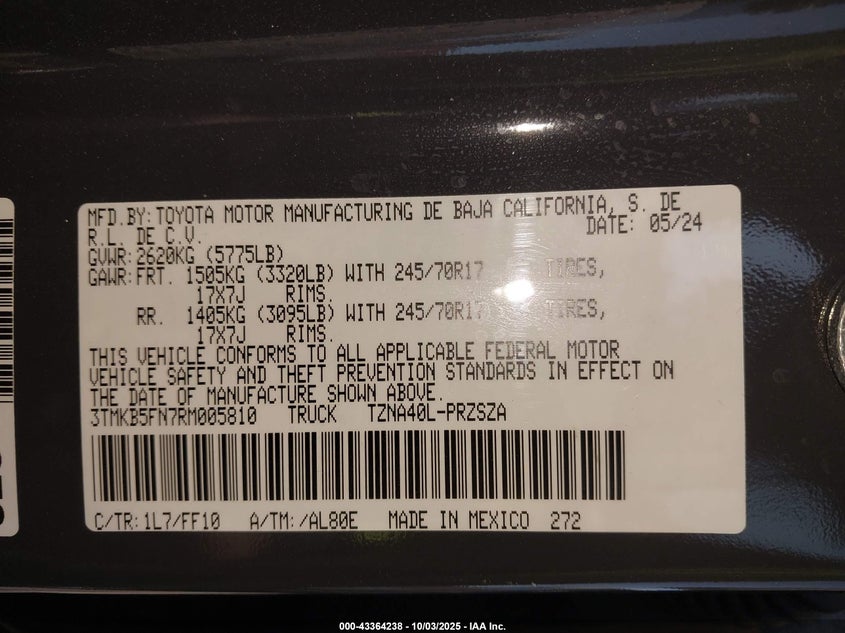 MFD.BY: TOYOTA MOTOR MANUFACTURING DE BAJA CALIFORNIA, S. DE
R.L. DE C.V. DATE: 05/24
GVWR: 2620KG (5775LB)
GAWR: FRT. 1505KG (3320LB) WITH 245/70R17 TIRES,
17X7J RIMS.
RR. 1405KG (3095LB) WITH 245/70R17 TIRES,
17X7J RIMS.
THIS VEHICLE CONFORMS TO ALL APPLICABLE FEDERAL MOTOR
VEHICLE SAFETY AND THEFT PREVENTION STANDARDS IN EFFECT ON
THE DATE OF MANUFACTURE SHOWN ABOVE.
3TMKB5FN7RM005810 TRUCK TZNA40L-PRZSZA
C/TR: 1L7/FF10 A/TM: /AL80E MADE IN MEXICO 272
000-43364238 - 10/03/2025 - IAA Inc.